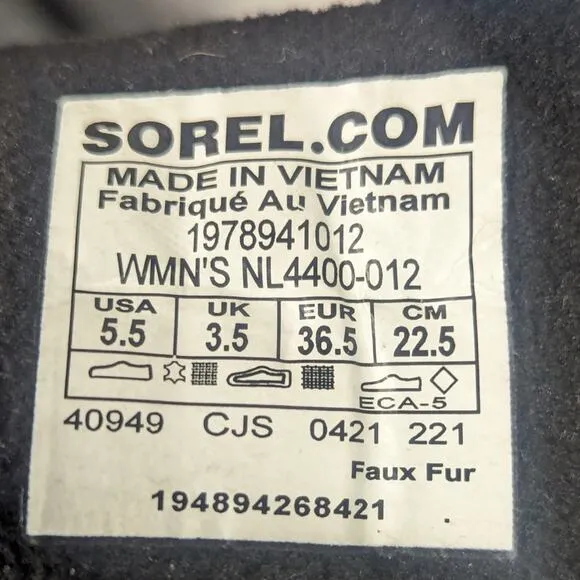 SOREL.COM
MADE IN VIETNAM
Fabriqué Au Vietnam
1978941012
WMN'S NL4400-012
USA UK EUR CM
5.5 3.5 36.5 22.5
ECA-5
40949 CJS 0421 221
Faux Fur
194894268421